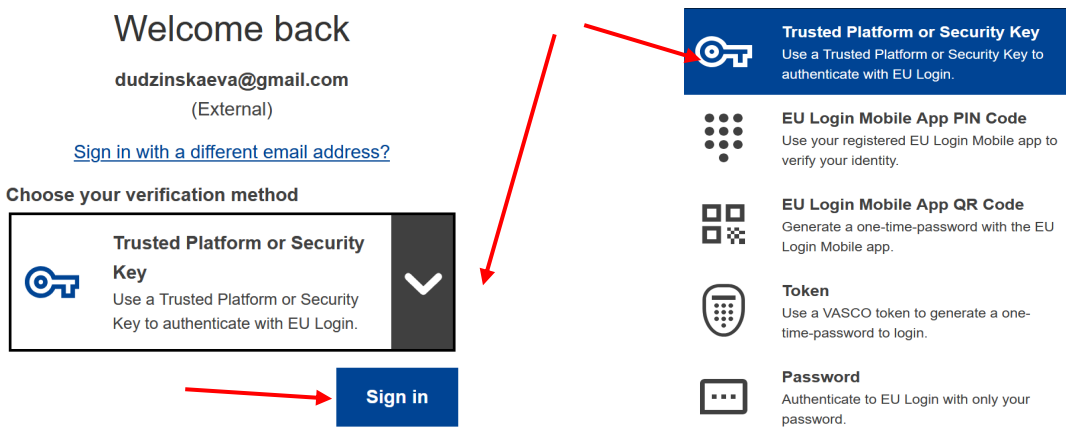 Welcome back
dudzinskaeva@gmail.com
(External)
Sign in with a different email address?
Choose your verification method
Trusted Platform or Security
Key
Use a Trusted Platform or Security
Key to authenticate with EU Login.
Sign in
Trusted Platform or Security Key
Use a Trusted Platform or Security Key to
authenticate with EU Login.
EU Login Mobile App PIN Code
Use your registered EU Login Mobile app to
verify your identity.
EU Login Mobile App QR Code
Generate a one-time-password with the EU
Login Mobile app.
Token
Use a VASCO token to generate a one-
time-password to login.
Password
Authenticate to EU Login with only your
password.